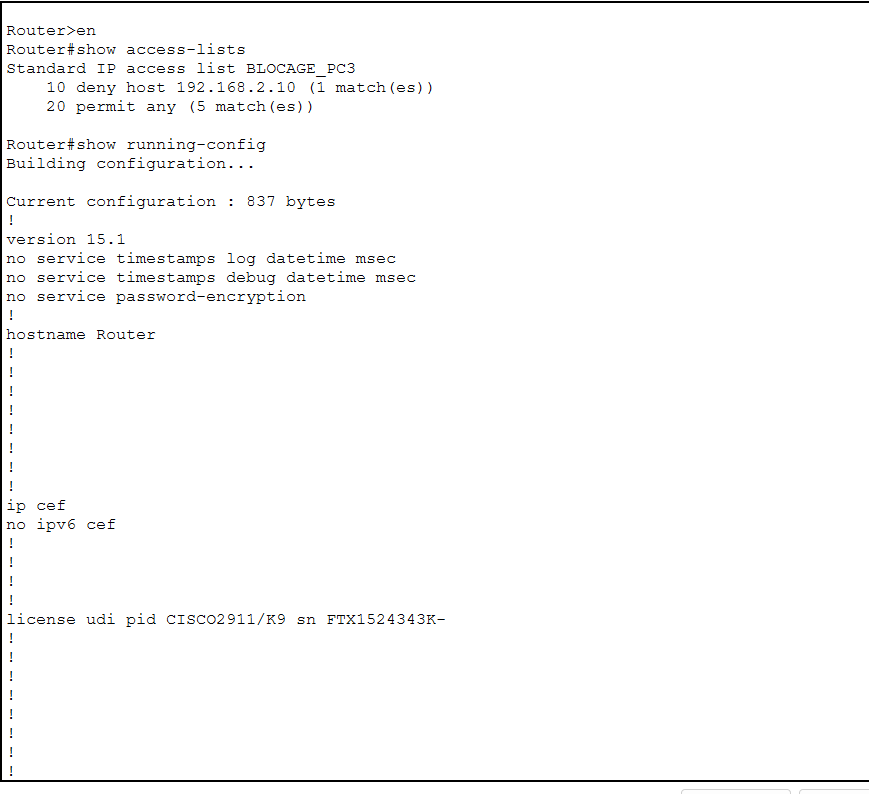 Router>en
Router#show access-lists
Standard IP access list BLOCAGE_PC3
    10 deny host 192.168.2.10 (1 match(es))
    20 permit any (5 match(es))

Router#show running-config
Building configuration...

Current configuration : 837 bytes
!
version 15.1
no service timestamps log datetime msec
no service timestamps debug datetime msec
no service password-encryption
!
hostname Router
!
!
!
!
!
!
!
!
ip cef
no ipv6 cef
!
!
!
!
license udi pid CISCO2911/K9 sn FTX1524343K-
!
!
!
!
!
!
!
!